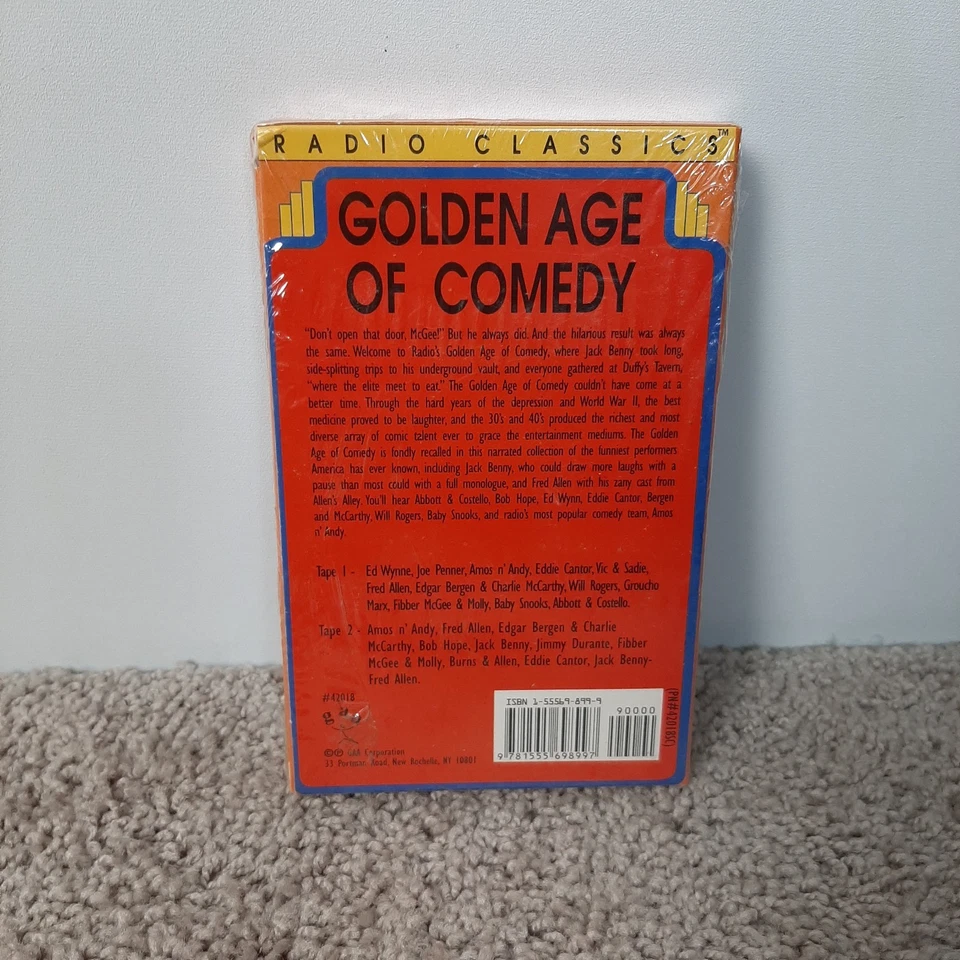 RADIO CLASSICS™
GOLDEN AGE
OF COMEDY
"Don't open that door, McGee!" But he always did. And the hilarious result was always
the same. Welcome to Radio's Golden Age of Comedy, where Jack Benny took long,
side-splitting trips to his underground vault, and everyone gathered at Duffy's Tavern,
"where the elite meet to eat." The Golden Age of Comedy couldn't have come at a
better time. Through the hard years of the depression and World War II, the best
medicine proved to be laughter, and the 30's and 40's produced the richest and most
diverse array of comic talent ever to grace the entertainment mediums. The Golden
Age of Comedy is fondly recalled in this narrated collection of the funniest performers
America has ever known, including Jack Benny, who could draw more laughs with a
pause than most could with a full monologue, and Fred Allen with his zany cast from
Allen's Alley. You'll hear Abbott & Costello, Bob Hope, Ed Wynn, Eddie Cantor, Bergen
and McCarthy, Will Rogers, Baby Snooks, and radio's most popular comedy team, Amos
n' Andy.
Tape 1 - Ed Wynne, Joe Penner, Amos n' Andy, Eddie Cantor, Vic & Sadie,
Fred Allen, Edgar Bergen & Charlie McCarthy, Will Rogers, Groucho
Marx, Fibber McGee & Molly, Baby Snooks, Abbott & Costello.
Tape 2 - Amos n' Andy, Fred Allen, Edgar Bergen & Charlie
McCarthy, Bob Hope, Jack Benny, Jimmy Durante, Fibber
McGee & Molly, Burns & Allen, Eddie Cantor, Jack Benny-
Fred Allen.
#42018
©℗ Corporation
33 Portman Road, New Rochelle, NY 10801
ISBN 1-55569-899-9
90000
9 781555 698997
(PN#42018SC)